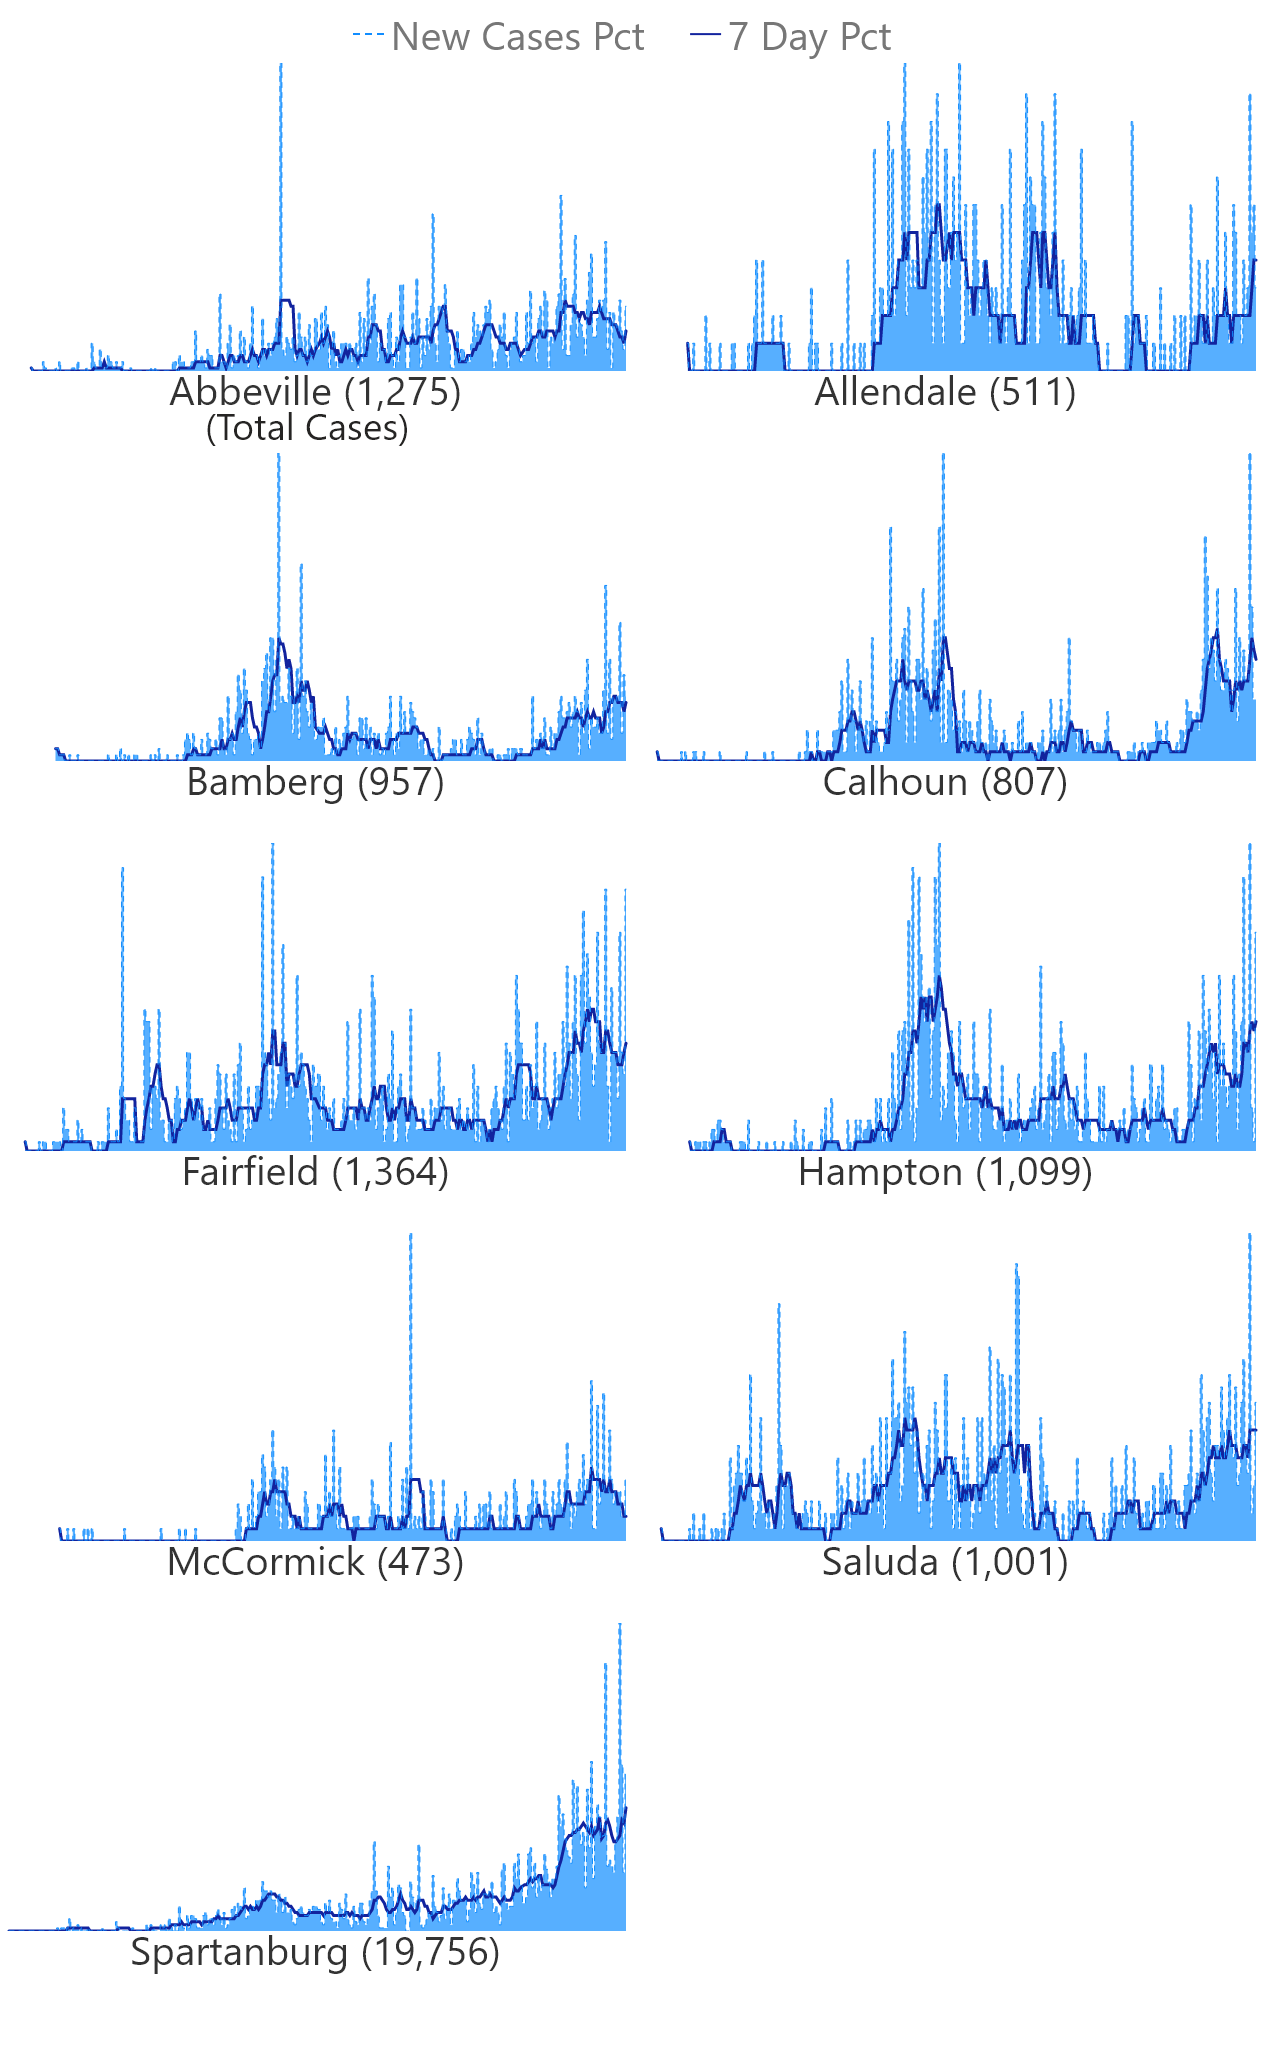 New Cases Pct 7 Day Pct
Abbeville (1,275) Allendale (511)
(Total Cases)
Bamberg (957) Calhoun (807)
Fairfield (1,364) Hampton (1,099)
McCormick (473) Saluda (1,001)
Spartanburg (19,756)